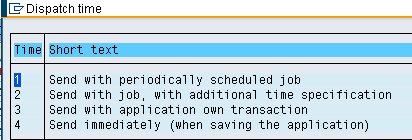 Dispatch time
Time Short text
1 Send with periodically scheduled job
2 Send with job, with additional time specification
3 Send with application own transaction
4 Send immediately (when saving the application)